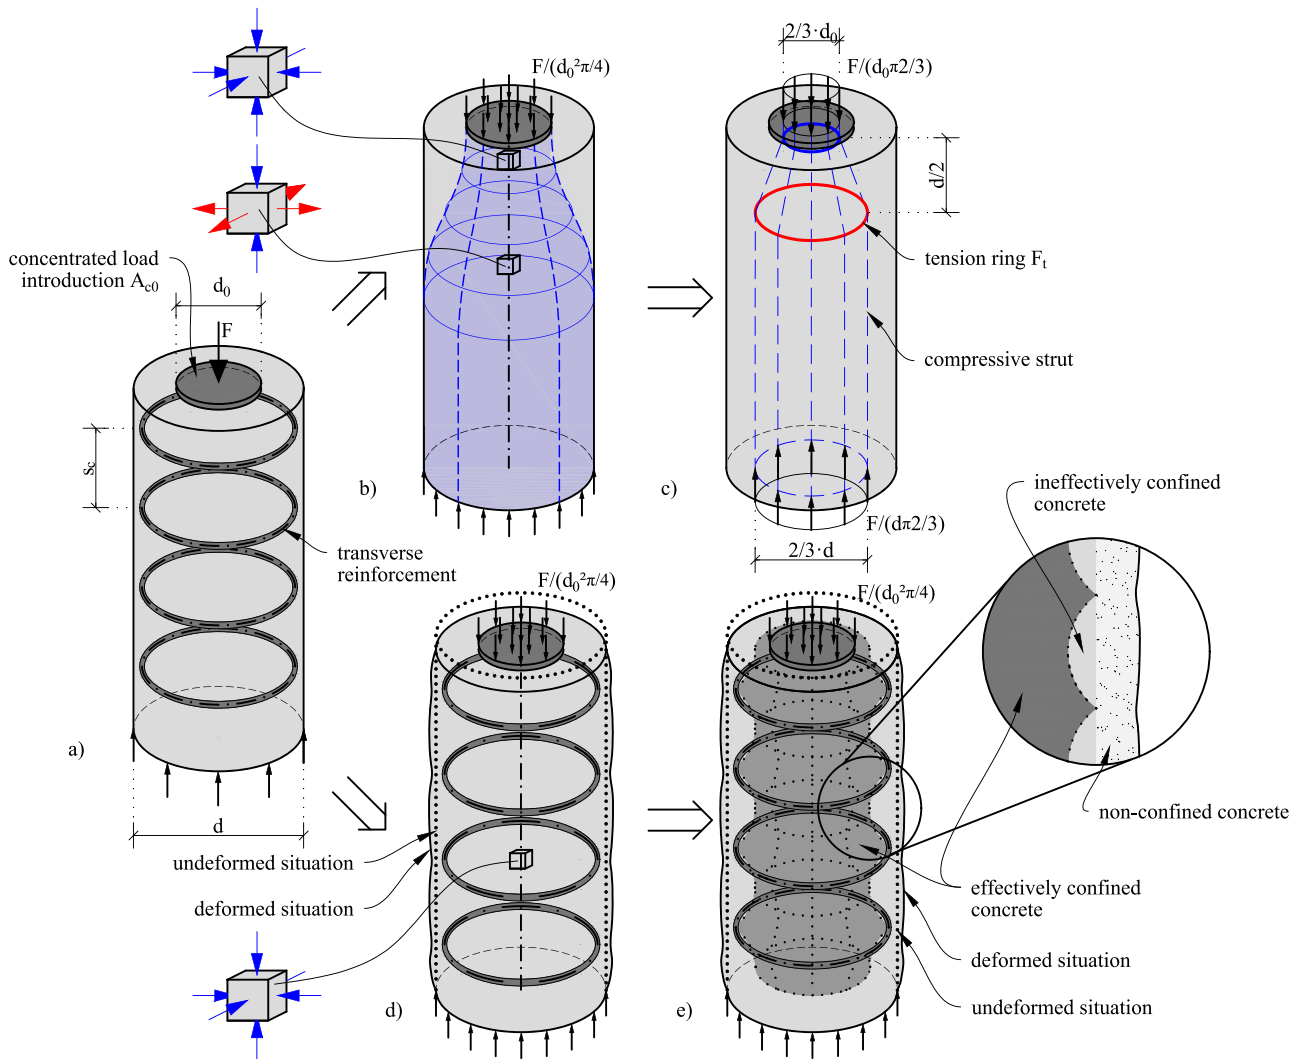 2/3·d₀
F/(d₀²π/4)
F/(d₀π2/3)
d/2
concentrated load
introduction A_c0
d₀
F
tension ring Fₜ
compressive strut
s_c
b)
c)
ineffectively confined
concrete
F/(dπ2/3)
transverse
reinforcement
2/3·d
F/(d₀²π/4)
F/(d₀²π/4)
a)
d
non-confined concrete
undeformed situation
effectively confined
concrete
deformed situation
deformed situation
d)
e)
undeformed situation